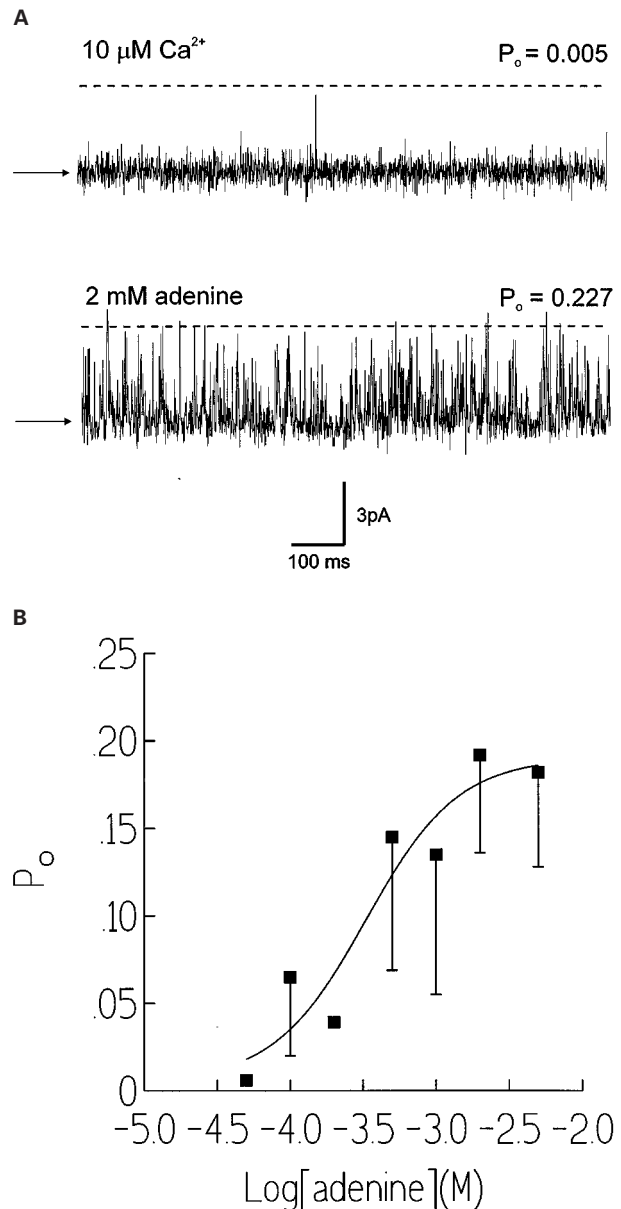 A
10 μM Ca²⁺
Pₒ = 0.005
2 mM adenine
Pₒ = 0.227
3pA
100 ms
B
.25
.20
.15
.10
.05
0
Pₒ
-5.0 -4.5 -4.0 -3.5 -3.0 -2.5 -2.0
Log[adenine](M)